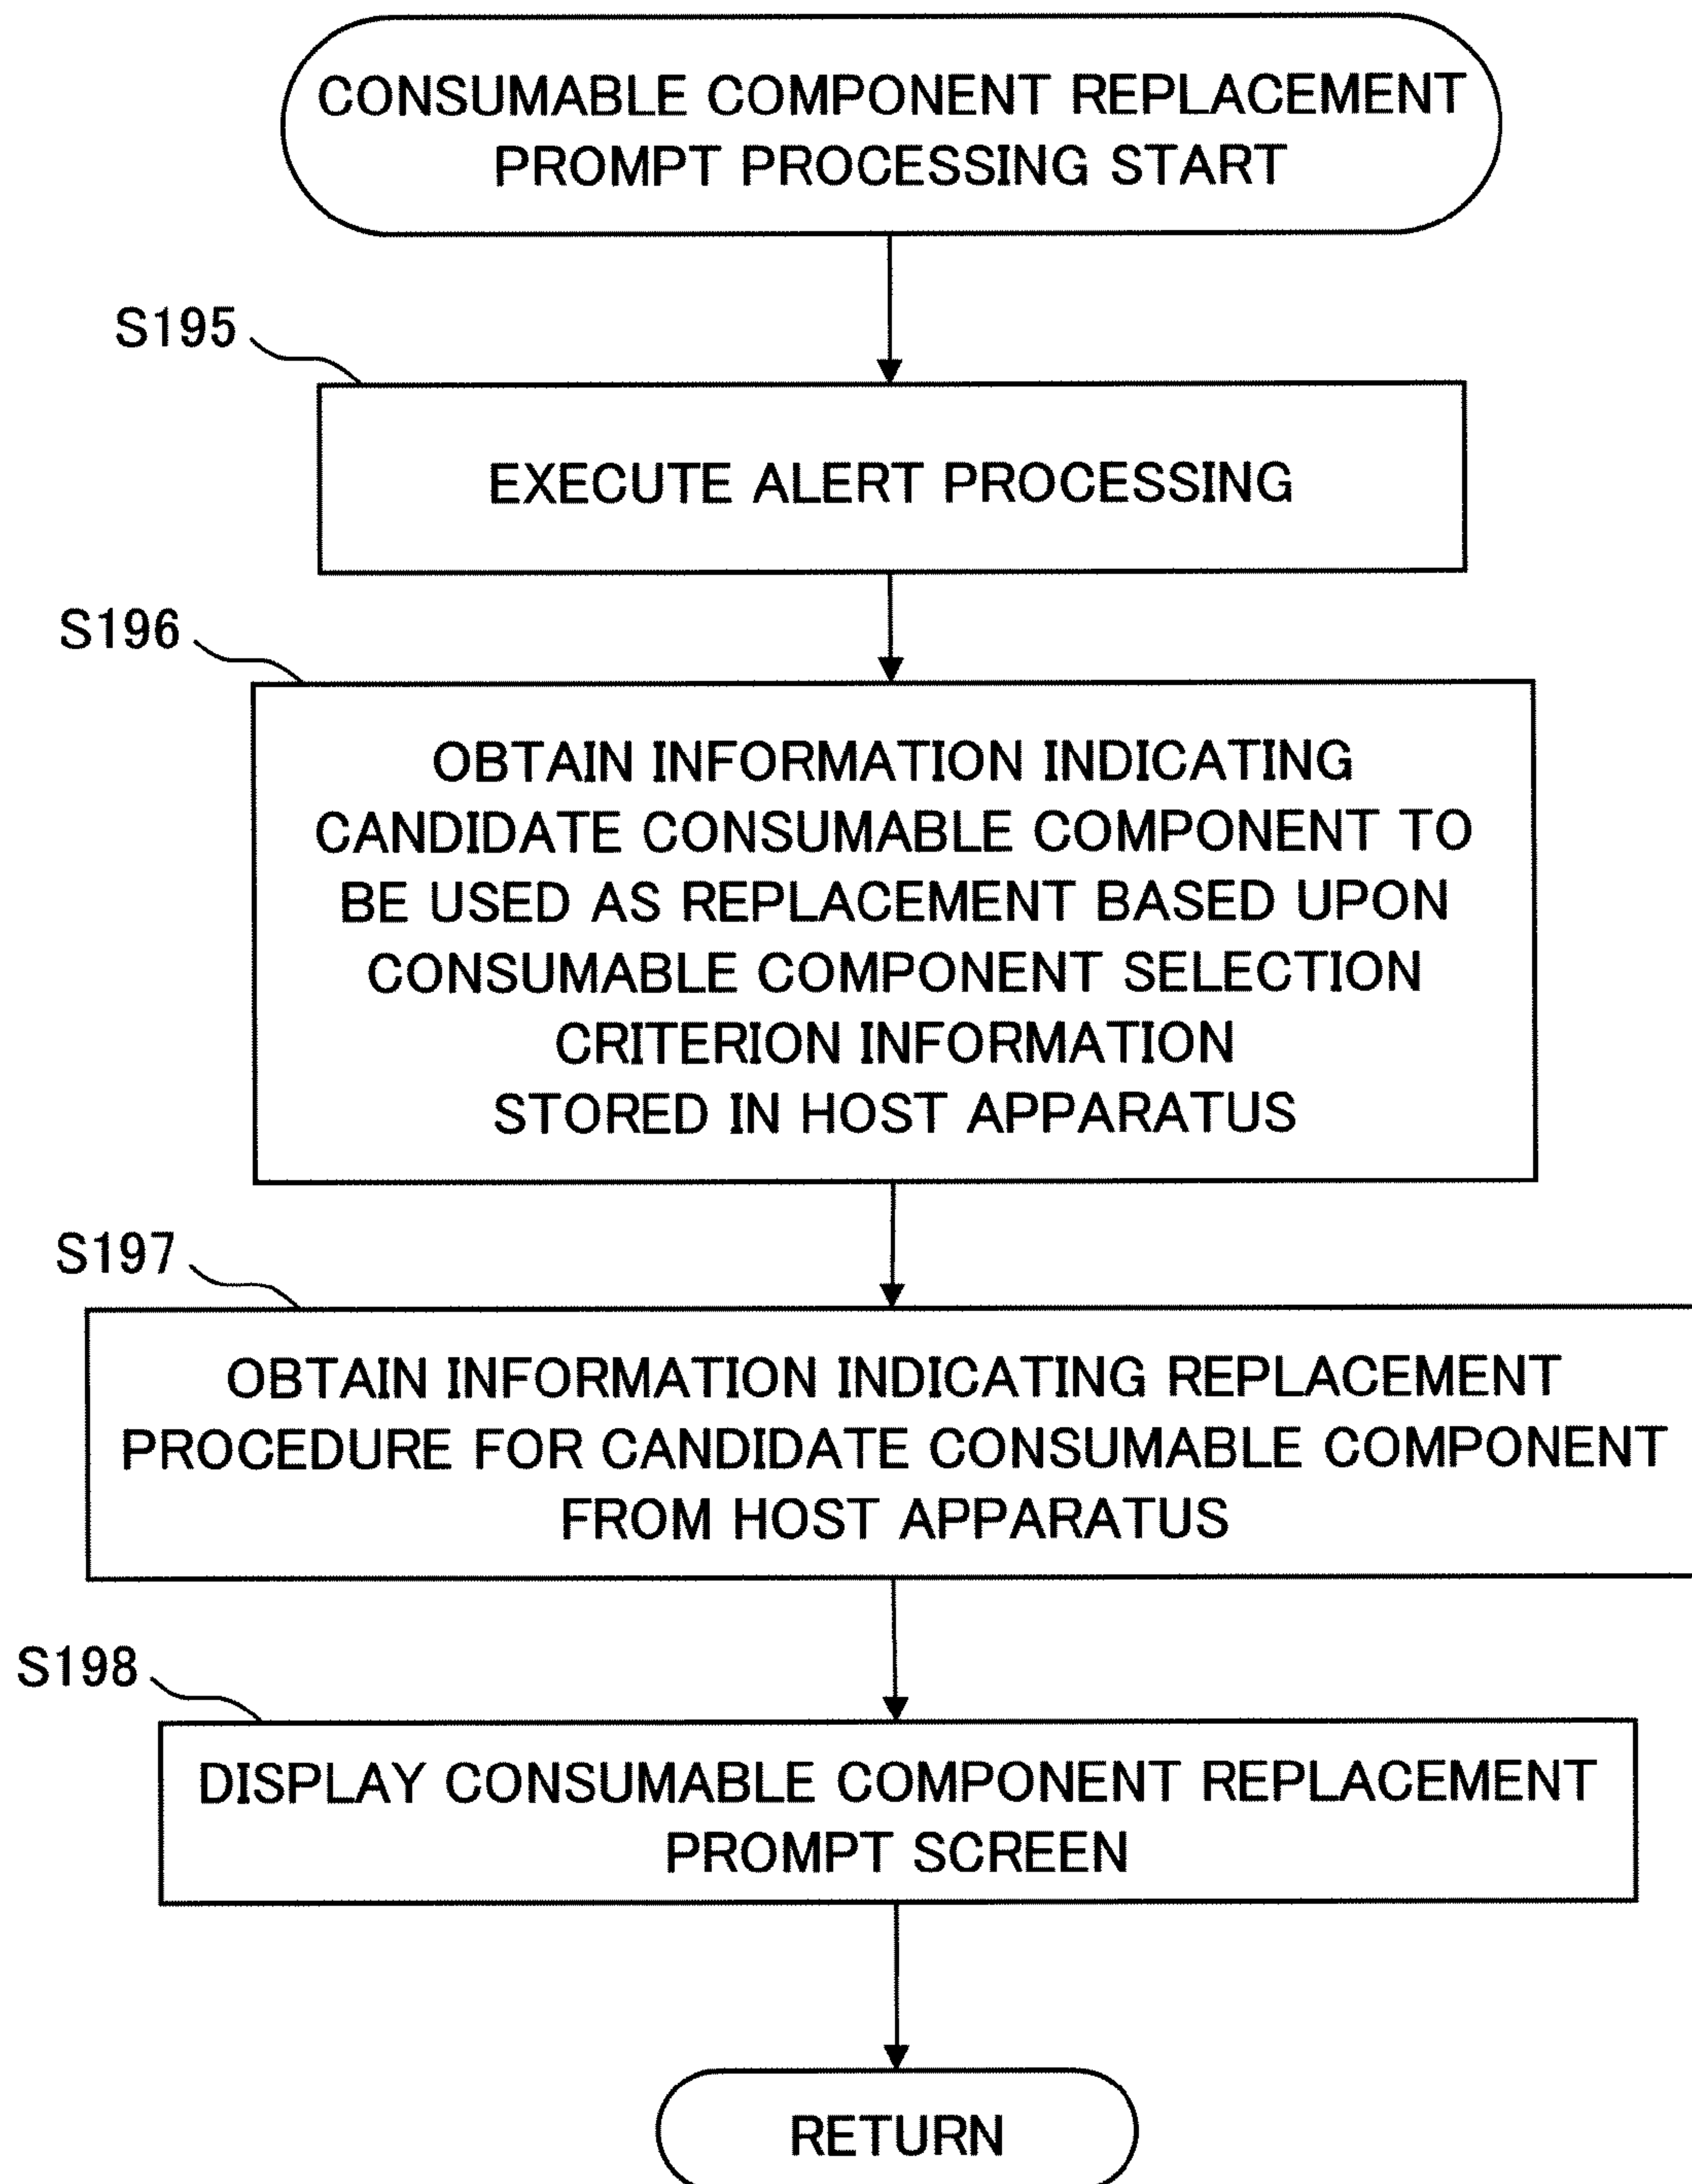 CONSUMABLE COMPONENT REPLACEMENT
PROMPT PROCESSING START
S195
EXECUTE ALERT PROCESSING
S196
OBTAIN INFORMATION INDICATING
CANDIDATE CONSUMABLE COMPONENT TO
BE USED AS REPLACEMENT BASED UPON
CONSUMABLE COMPONENT SELECTION
CRITERION INFORMATION
STORED IN HOST APPARATUS
S197
OBTAIN INFORMATION INDICATING REPLACEMENT
PROCEDURE FOR CANDIDATE CONSUMABLE COMPONENT
FROM HOST APPARATUS
S198
DISPLAY CONSUMABLE COMPONENT REPLACEMENT
PROMPT SCREEN
RETURN